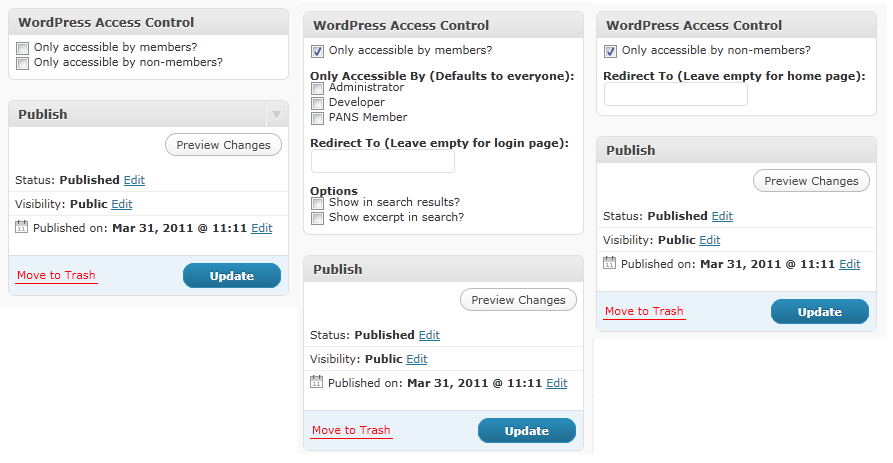 WordPress Access Control
Only accessible by members?
Only accessible by non-members?
Publish
Preview Changes
Status: Published Edit
Visibility: Public Edit
11 Published on: Mar 31, 2011 @ 11:11 Edit
Move to Trash Update
WordPress Access Control
Only accessible by members?
Only Accessible By (Defaults to everyone):
Administrator
Developer
PANS Member
Redirect To (Leave empty for login page):
Options
Show in search results?
Show excerpt in search?
Publish
Preview Changes
Status: Published Edit
Visibility: Public Edit
11 Published on: Mar 31, 2011 @ 11:11 Edit
Move to Trash Update
WordPress Access Control
Only accessible by non-members?
Redirect To (Leave empty for home page):
Publish
Preview Changes
Status: Published Edit
Visibility: Public Edit
11 Published on: Mar 31, 2011 @ 11:11 Edit
Move to Trash Update